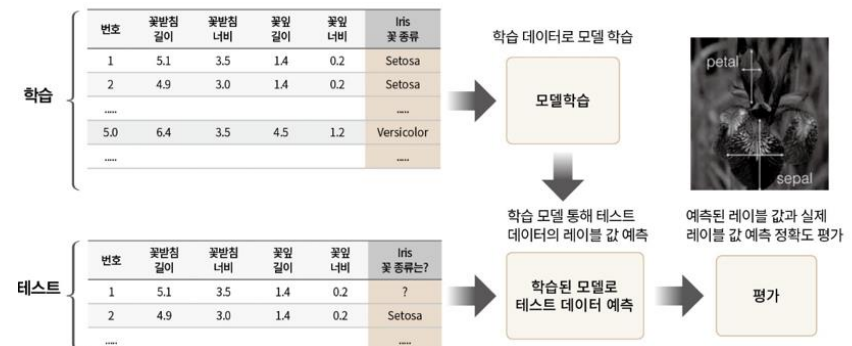 번호 꽃받침 길이 꽃받침 너비 꽃잎 길이 꽃잎 너비 Iris 꽃 종류
1 5.1 3.5 1.4 0.2 Setosa
2 4.9 3.0 1.4 0.2 Setosa
..... .....
5.0 6.4 3.5 4.5 1.2 Versicolor
..... .....
학습
학습 데이터로 모델 학습
모델학습
petal
sepal
학습 모델 통해 테스트
데이터의 레이블 값 예측
예측된 레이블 값과 실제
레이블 값 예측 정확도 평가
테스트
번호 꽃받침 길이 꽃받침 너비 꽃잎 길이 꽃잎 너비 Iris 꽃 종류는?
1 5.1 3.5 1.4 0.2 ?
2 4.9 3.0 1.4 0.2 Setosa
..... .....
학습된 모델로
테스트 데이터 예측
평가